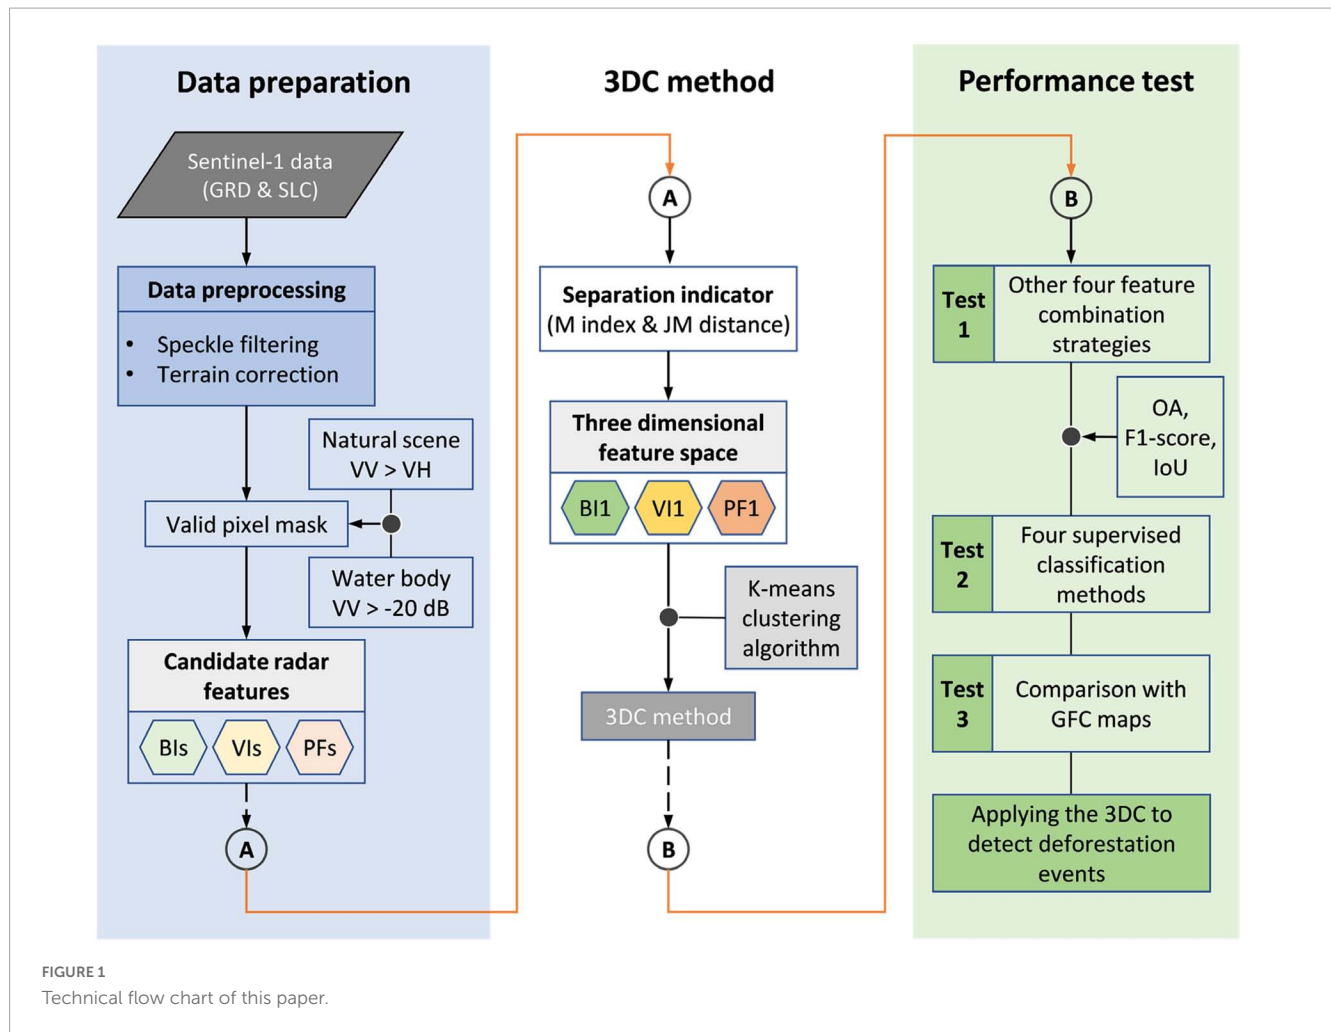 Data preparation
Sentinel-1 data
(GRD & SLC)
Data preprocessing
• Speckle filtering
• Terrain correction
Natural scene
VV > VH
Valid pixel mask
Water body
VV > -20 dB
Candidate radar
features
BIs VIs PFs
A
3DC method
A
Separation indicator
(M index & JM distance)
Three dimensional
feature space
BI1 VI1 PF1
K-means
clustering
algorithm
3DC method
B
Performance test
B
Test
1
Other four feature
combination
strategies
OA,
F1-score,
IoU
Test
2
Four supervised
classification
methods
Test
3
Comparison with
GFC maps
Applying the 3DC to
detect deforestation
events
FIGURE 1
Technical flow chart of this paper.